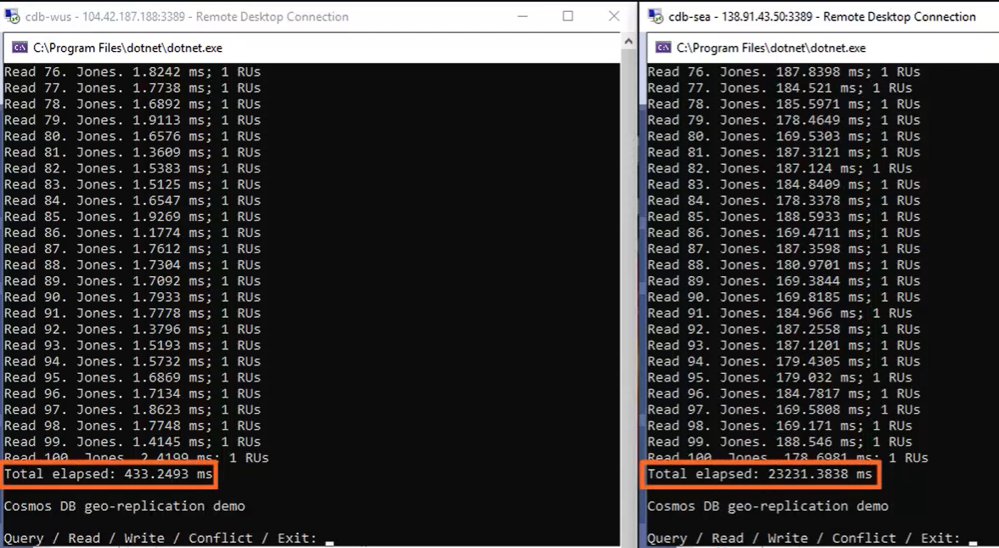 cdb-wus - 104.42.187.188:3389 - Remote Desktop Connection
C:\Program Files\dotnet\dotnet.exe
Read 76. Jones. 1.8242 ms; 1 RUs
Read 77. Jones. 1.7738 ms; 1 RUs
Read 78. Jones. 1.6892 ms; 1 RUs
Read 79. Jones. 1.9113 ms; 1 RUs
Read 80. Jones. 1.6576 ms; 1 RUs
Read 81. Jones. 1.3609 ms; 1 RUs
Read 82. Jones. 1.5383 ms; 1 RUs
Read 83. Jones. 1.5125 ms; 1 RUs
Read 84. Jones. 1.6547 ms; 1 RUs
Read 85. Jones. 1.9269 ms; 1 RUs
Read 86. Jones. 1.1774 ms; 1 RUs
Read 87. Jones. 1.7612 ms; 1 RUs
Read 88. Jones. 1.7304 ms; 1 RUs
Read 89. Jones. 1.7092 ms; 1 RUs
Read 90. Jones. 1.7933 ms; 1 RUs
Read 91. Jones. 1.7778 ms; 1 RUs
Read 92. Jones. 1.3796 ms; 1 RUs
Read 93. Jones. 1.5193 ms; 1 RUs
Read 94. Jones. 1.5732 ms; 1 RUs
Read 95. Jones. 1.6869 ms; 1 RUs
Read 96. Jones. 1.7134 ms; 1 RUs
Read 97. Jones. 1.8623 ms; 1 RUs
Read 98. Jones. 1.7748 ms; 1 RUs
Read 99. Jones. 1.4145 ms; 1 RUs
Read 100. Jones. 2.4199 ms; 1 RUs
Total elapsed: 433.2493 ms
Cosmos DB geo-replication demo
Query / Read / Write / Conflict / Exit:
cdb-sea - 138.91.43.50:3389 - Remote Desktop Connection
C:\Program Files\dotnet\dotnet.exe
Read 76. Jones. 187.8398 ms; 1 RUs
Read 77. Jones. 184.521 ms; 1 RUs
Read 78. Jones. 185.5971 ms; 1 RUs
Read 79. Jones. 178.4649 ms; 1 RUs
Read 80. Jones. 169.5303 ms; 1 RUs
Read 81. Jones. 187.3121 ms; 1 RUs
Read 82. Jones. 187.124 ms; 1 RUs
Read 83. Jones. 184.8409 ms; 1 RUs
Read 84. Jones. 178.3378 ms; 1 RUs
Read 85. Jones. 188.5933 ms; 1 RUs
Read 86. Jones. 169.4711 ms; 1 RUs
Read 87. Jones. 187.3598 ms; 1 RUs
Read 88. Jones. 180.9701 ms; 1 RUs
Read 89. Jones. 169.3844 ms; 1 RUs
Read 90. Jones. 169.8185 ms; 1 RUs
Read 91. Jones. 184.966 ms; 1 RUs
Read 92. Jones. 187.2558 ms; 1 RUs
Read 93. Jones. 187.1201 ms; 1 RUs
Read 94. Jones. 179.4305 ms; 1 RUs
Read 95. Jones. 179.032 ms; 1 RUs
Read 96. Jones. 184.7817 ms; 1 RUs
Read 97. Jones. 169.5808 ms; 1 RUs
Read 98. Jones. 169.171 ms; 1 RUs
Read 99. Jones. 188.546 ms; 1 RUs
Read 100. Jones. 178.6981 ms; 1 RUs
Total elapsed: 23231.3838 ms
Cosmos DB geo-replication demo
Query / Read / Write / Conflict / Exit: